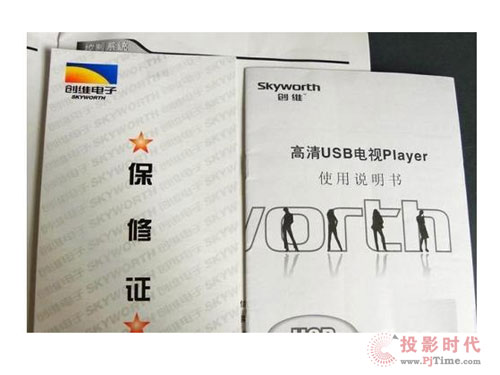 创维电子
SKYWORTH
保
修
证
Skyworth
创维
高清USB电视Player
使用说明书
worth
投影时代
www.PjTime.com